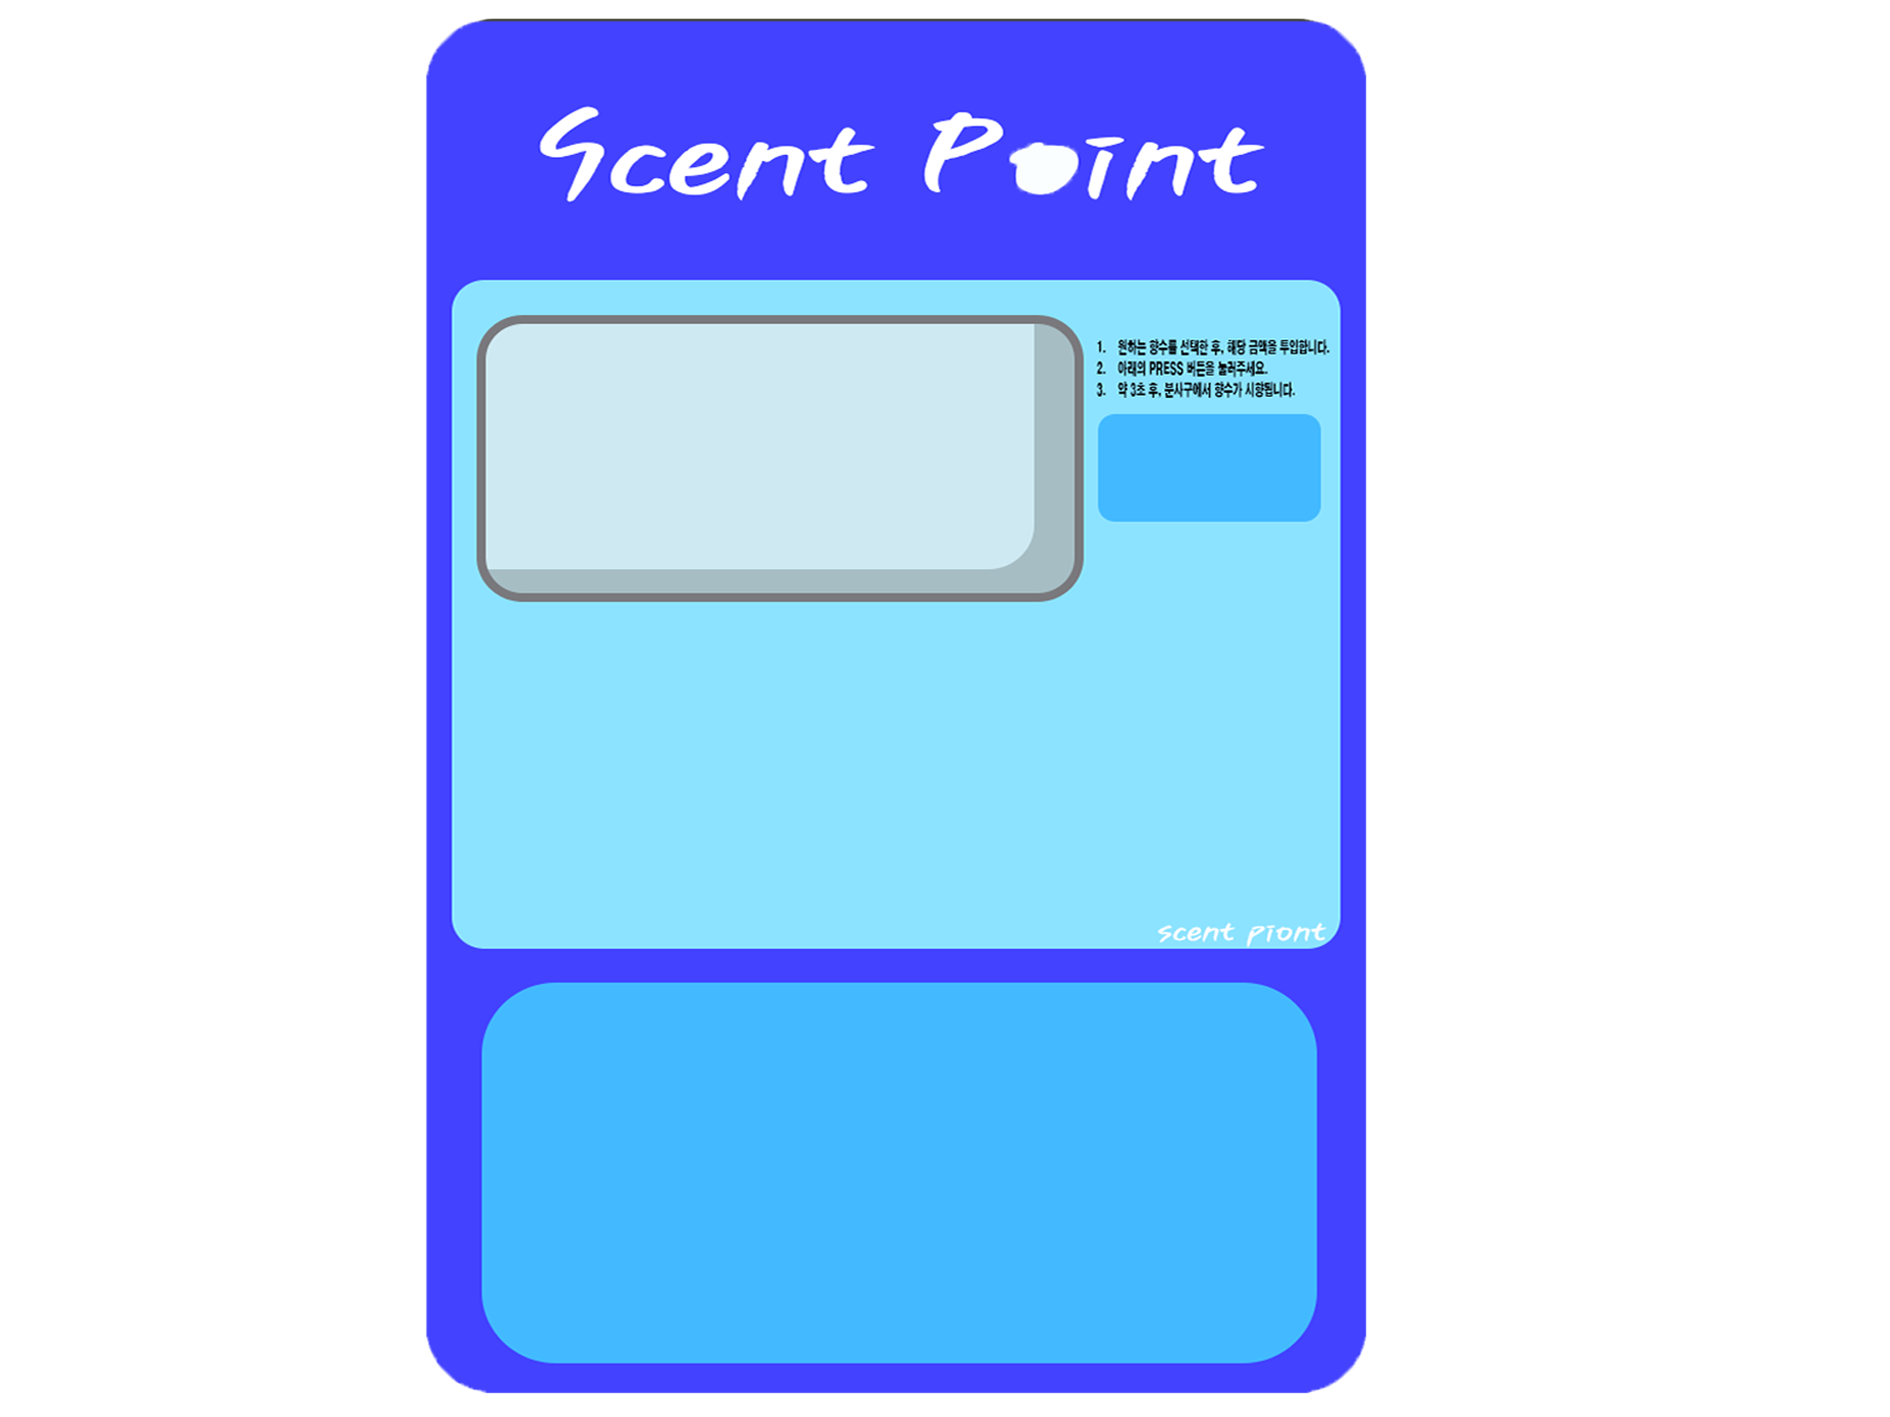 Scent Point
1. 원하는 향수를 선택한 후, 해당 금액을 투입합니다.
2. 아래의 PRESS 버튼을 눌러주세요.
3. 약 3초 후, 분사구에서 향수가 시향됩니다.
scent piont